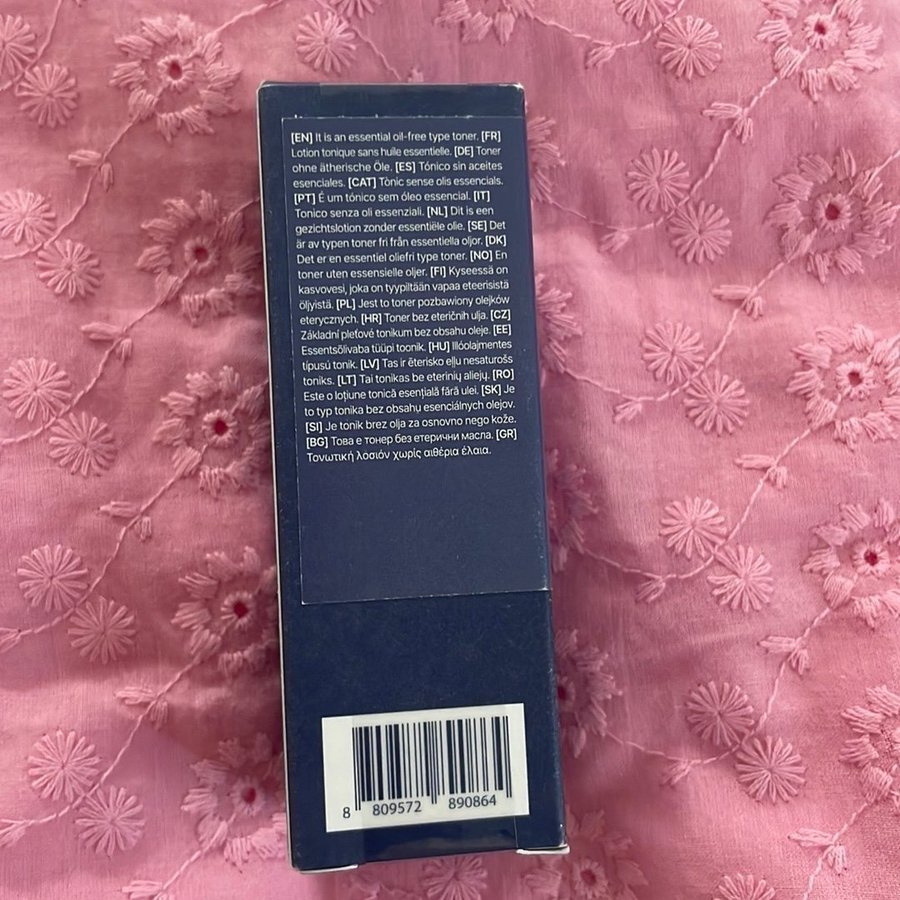 [EN] It is an essential oil-free type toner. [FR]
Lotion tonique sans huile essentielle. [DE] Toner
ohne ätherische Öle. [ES] Tónico sin aceites
esenciales. [CAT] Tònic sense olis essencials.
[PT] É um tónico sem óleo essencial. [IT]
Tonico senza oli essenziali. [NL] Dit is een
gezichtslotion zonder essentiële olie. [SE] Det
är av typen toner fri från essentiella oljor. [DK]
Det er en essentiel oliefri type toner. [NO] En
toner uten essensielle oljer. [FI] Kyseessä on
kasvovesi, joka on tyypiltään vapaa eteerisistä
öljyistä. [PL] Jest to toner pozbawiony olejków
eterycznych. [HR] Toner bez eteričnih ulja. [CZ]
Základní pleťové tonikum bez obsahu oleje. [EE]
Essentsõlivaba tüüpi toonik. [HU] Illóolajmentes
típusú tonik. [LV] Tas ir ēterisko eļļu nesaturošs
toniks. [LT] Tai tonikas be eterinių aliejų. [RO]
Este o loțiune tonică esențială fără ulei. [SK] Je
to typ tonika bez obsahu esenciálnych olejov.
[SI] Je tonik brez olja za osnovno nego kože.
[BG] Това е тонер без етерични масла. [GR]
Τονωτική λοσιόν χωρίς αιθέρια έλαια.
8 809572 890864